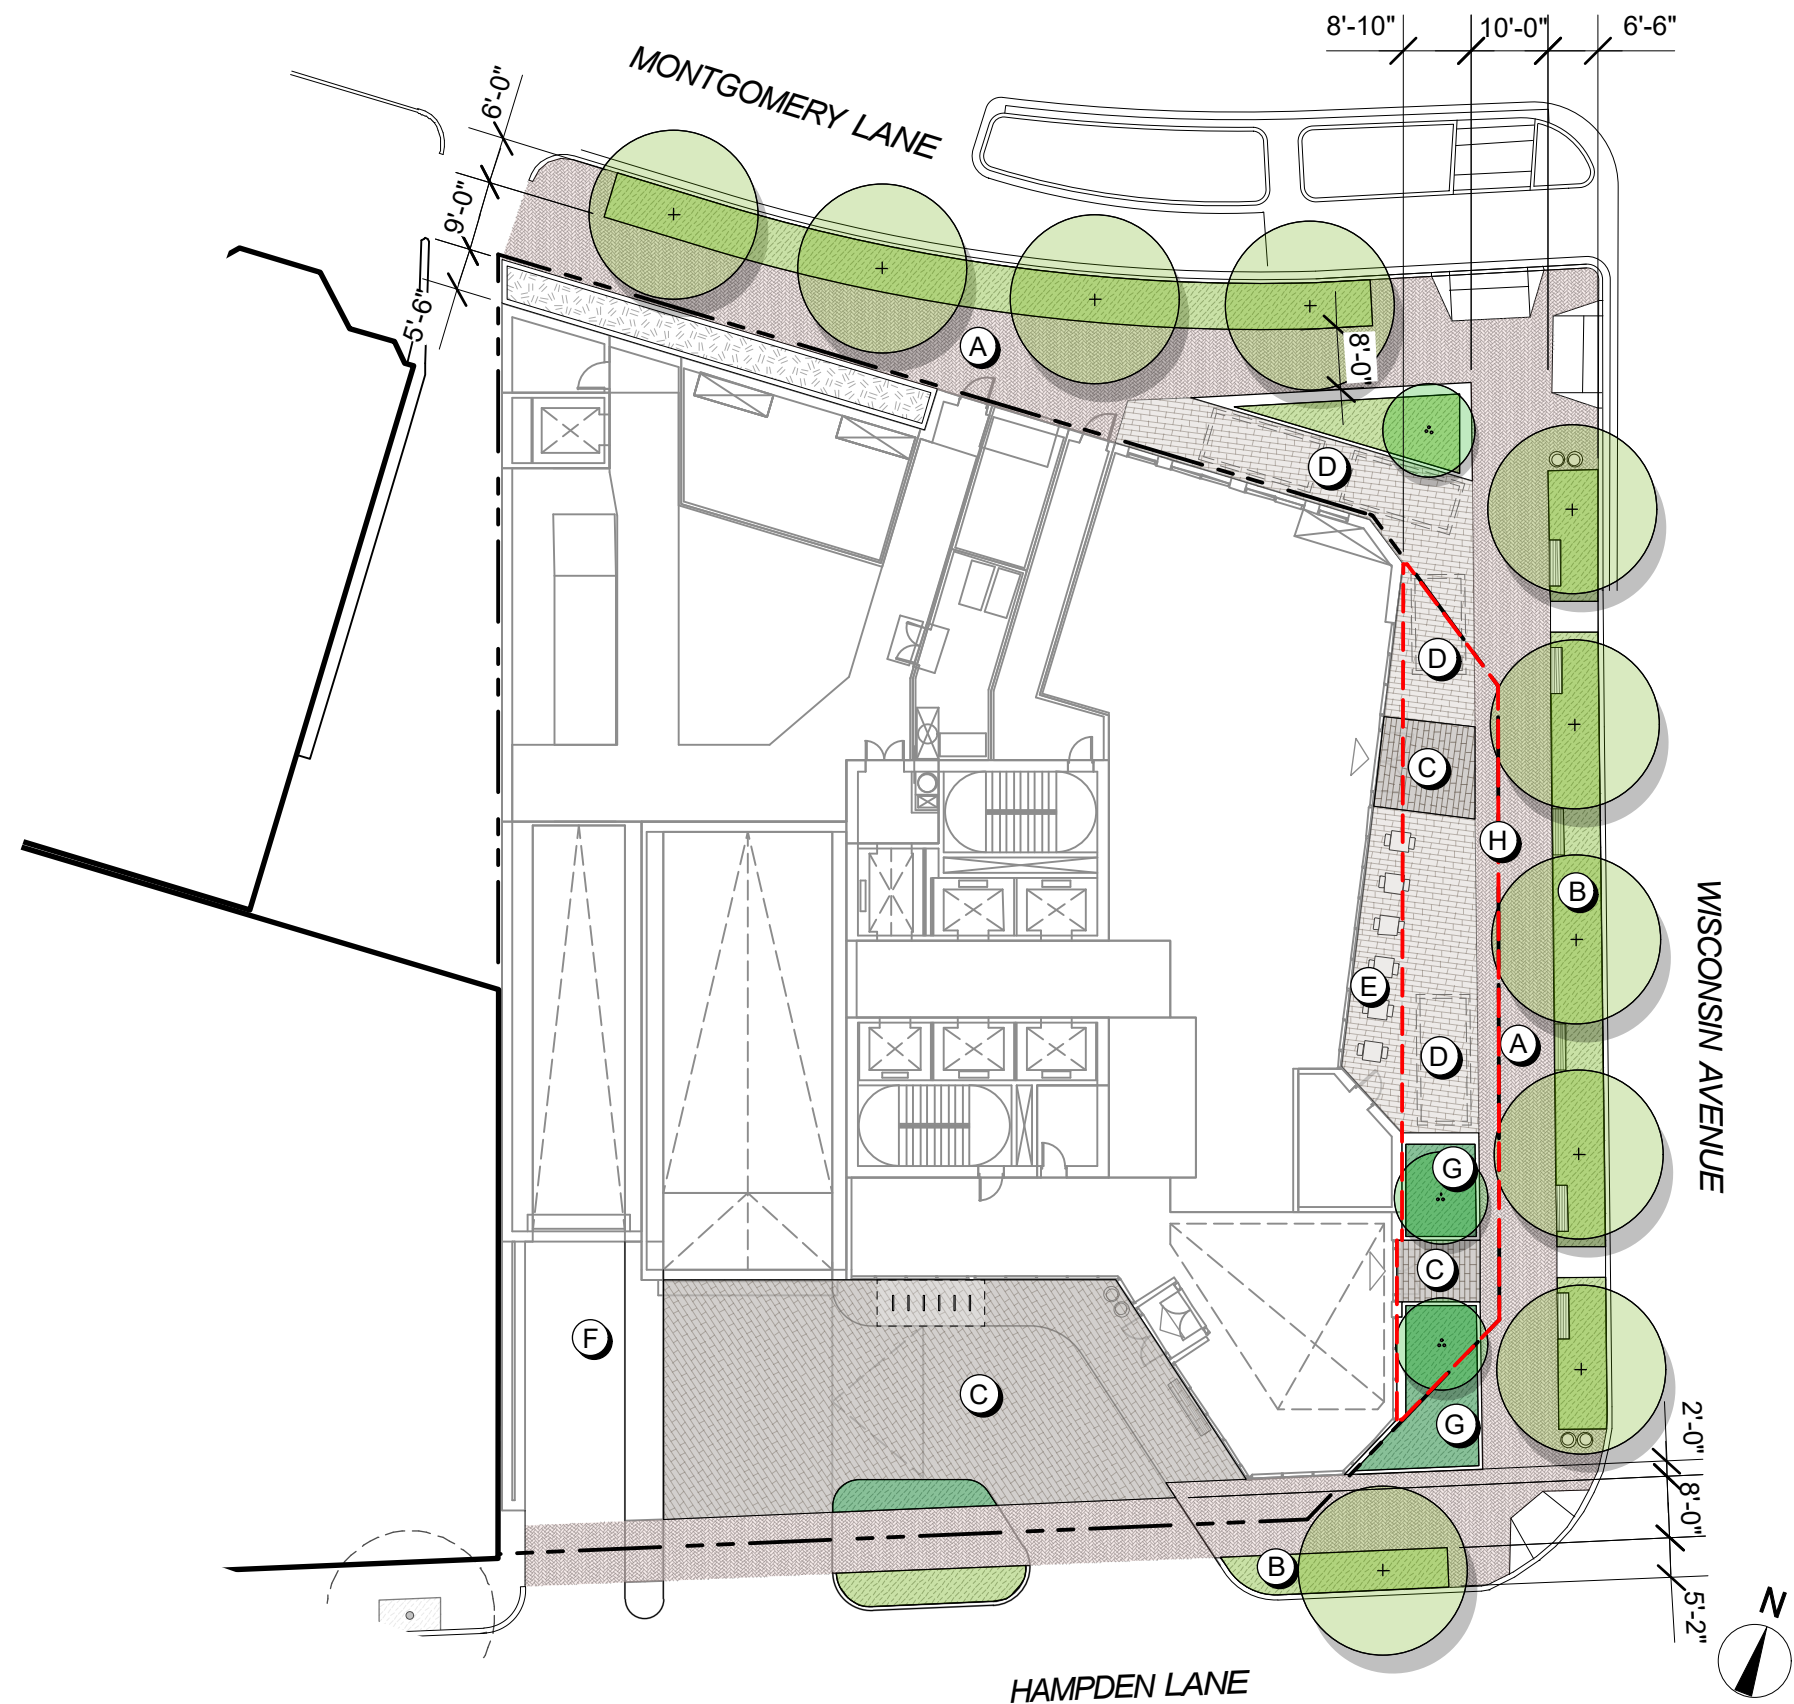 8'-10"
10'-0"
6'-6"
MONTGOMERY LANE
6'-0"
9'-0"
5'-6"
A
8'-0"
D
D
C
H
B
WISCONSIN AVENUE
E
A
D
G
C
F
C
G
2'-0"
8'-0"
B
5'-2"
N
HAMPDEN LANE